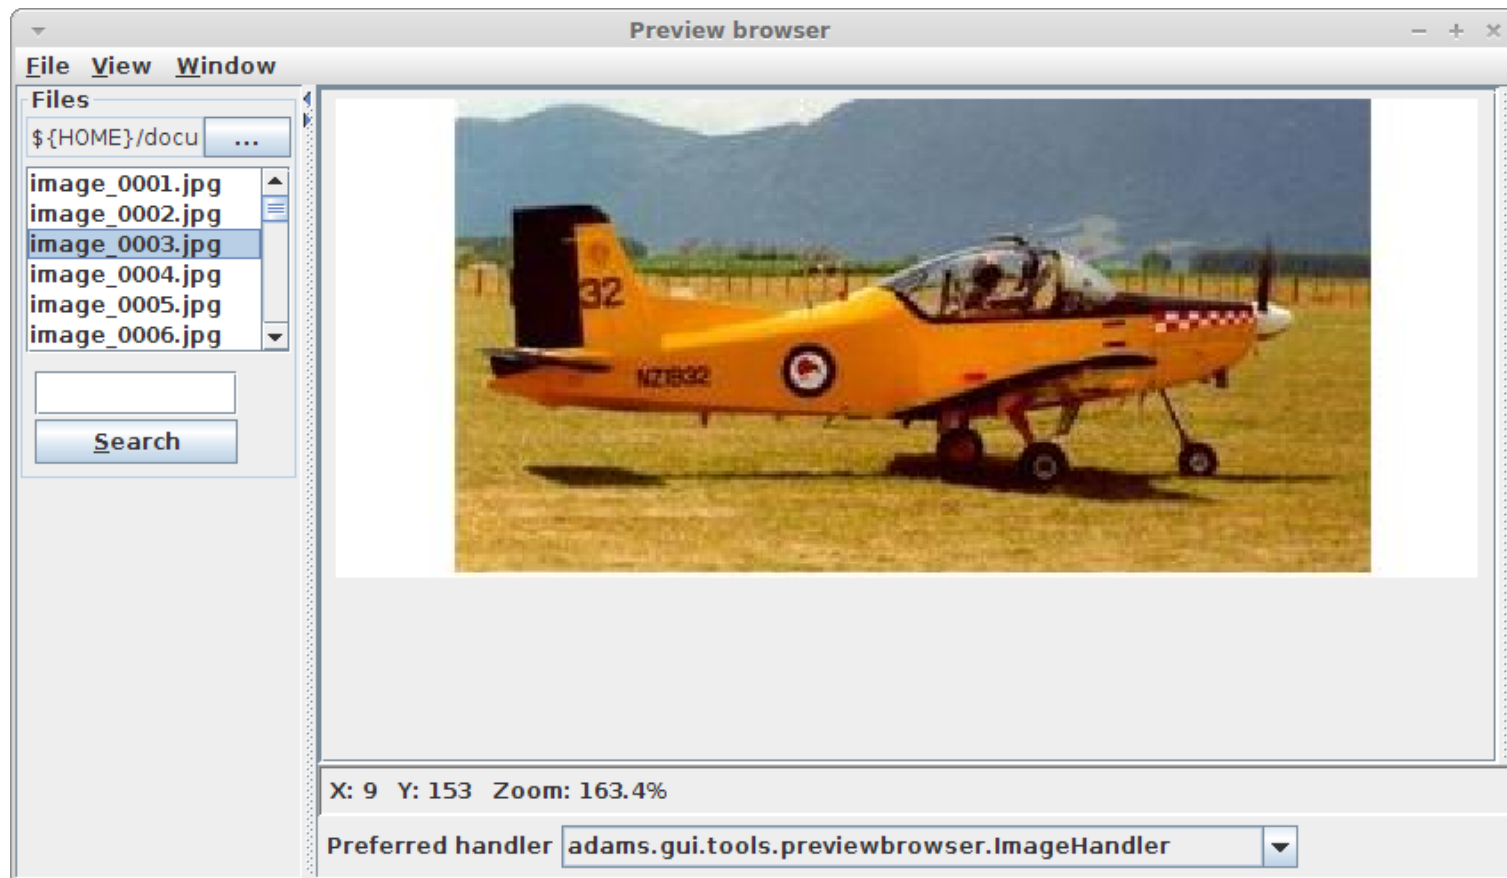 Preview browser
File View Window
Files
${HOME}/docu ...
image_0001.jpg
image_0002.jpg
image_0003.jpg
image_0004.jpg
image_0005.jpg
image_0006.jpg
Search
32
NZ1832
X: 9 Y: 153 Zoom: 163.4%
Preferred handler adams.gui.tools.previewbrowser.ImageHandler